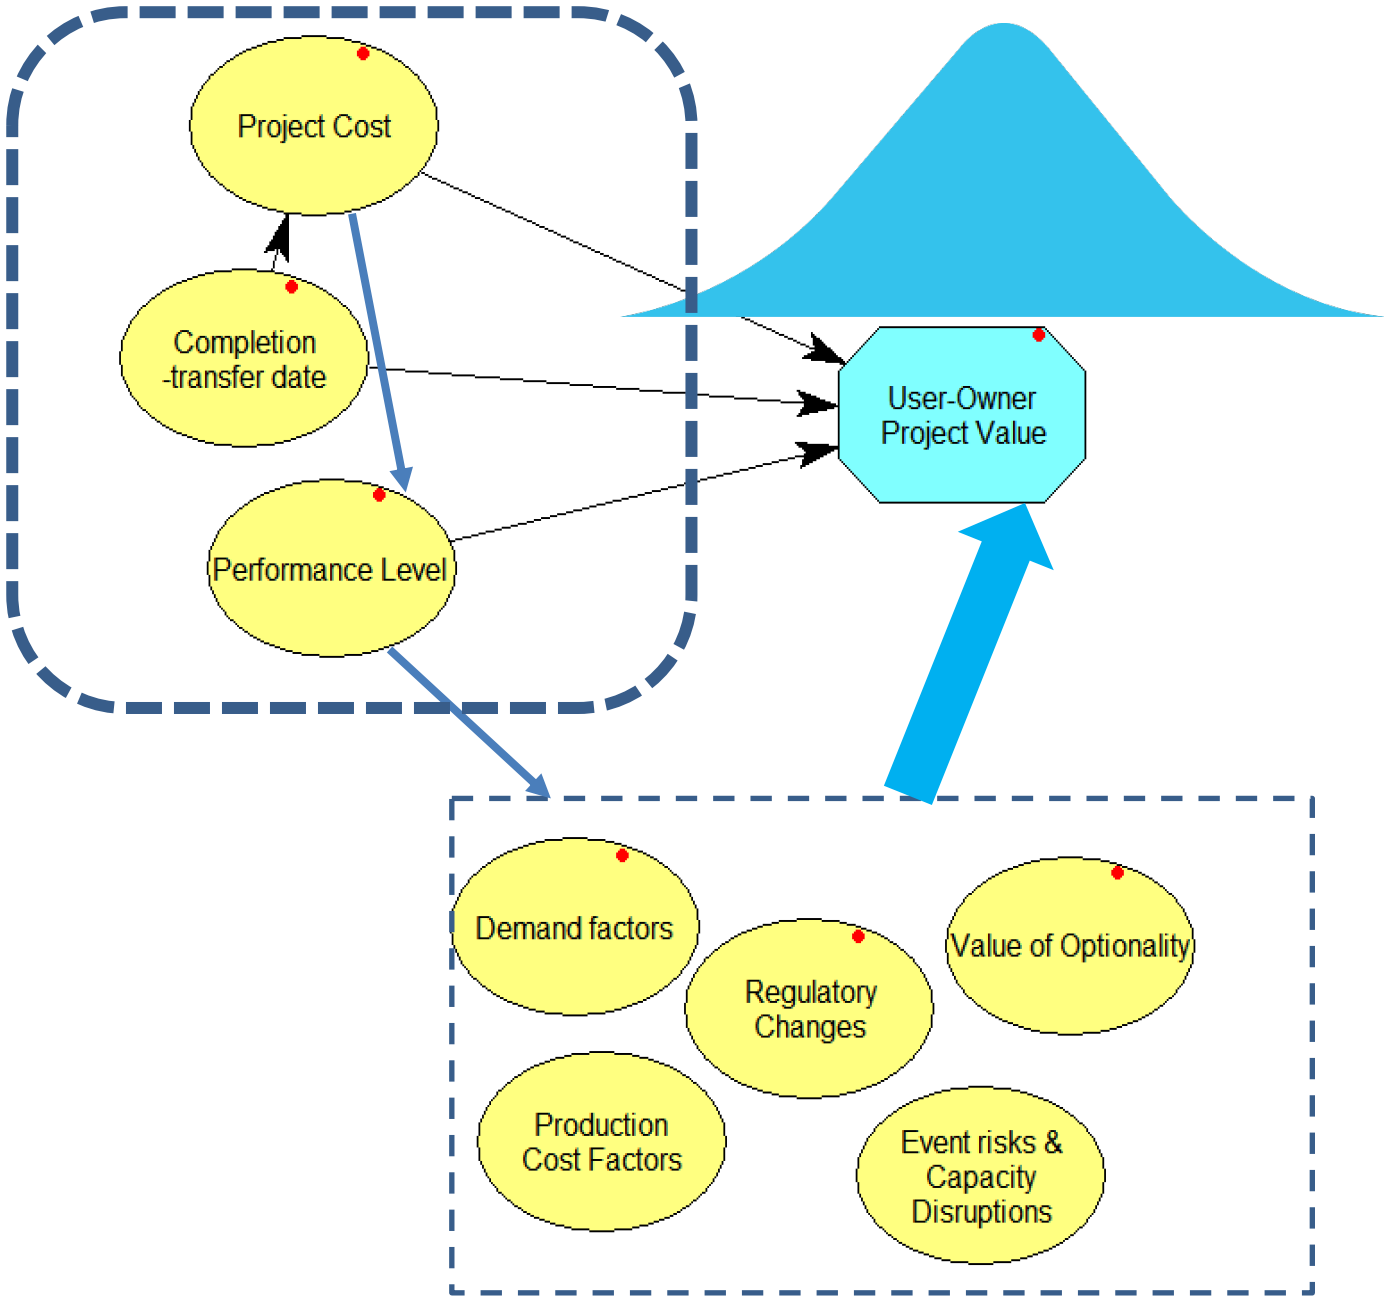 Project Cost
Completion
-transfer date
User-Owner
Project Value
Performance Level
Demand factors
Value of Optionality
Regulatory
Changes
Production
Cost Factors
Event risks &
Capacity
Disruptions